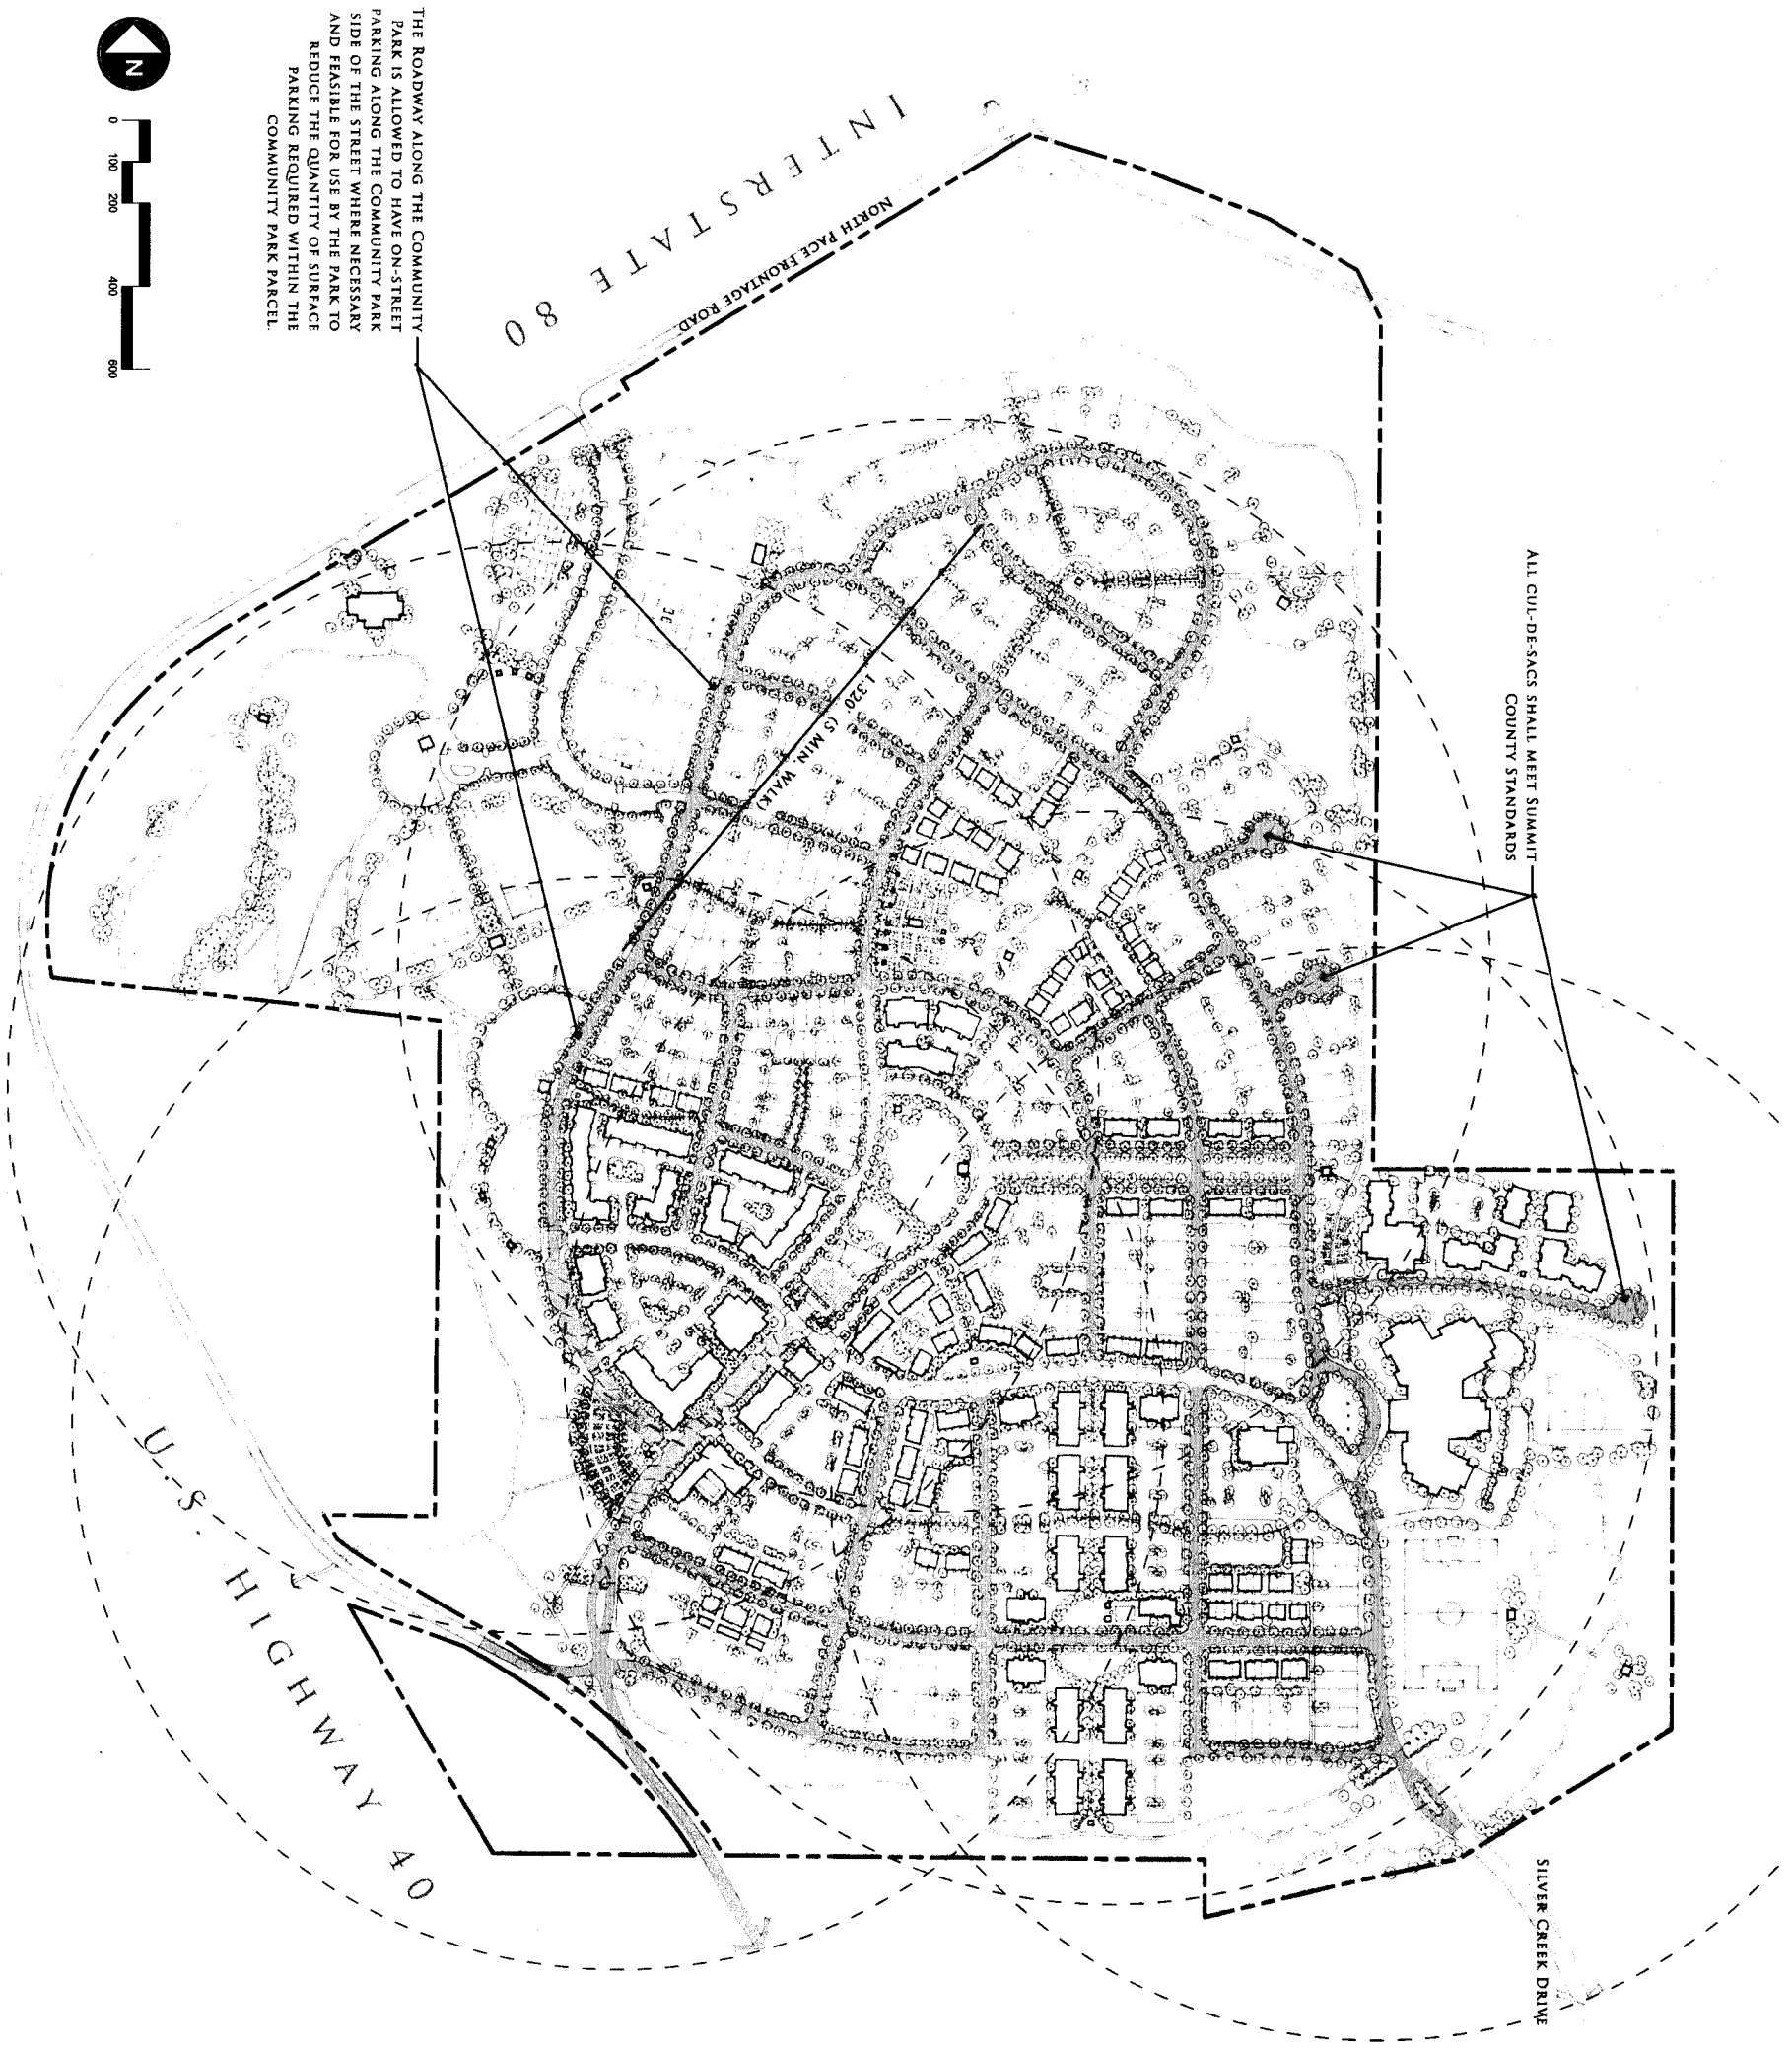 N
0 100 200 400 600
THE ROADWAY ALONG THE COMMUNITY
PARK IS ALLOWED TO HAVE ON-STREET
PARKING ALONG THE COMMUNITY PARK
SIDE OF THE STREET WHERE NECESSARY
AND FEASIBLE FOR USE BY THE PARK TO
REDUCE THE QUANTITY OF SURFACE
PARKING REQUIRED WITHIN THE
COMMUNITY PARK PARCEL.
INTERSTATE 80
NORTH PACE FRONTAGE ROAD
1,320' (5 MIN. WALK)
ALL CUL-DE-SACS SHALL MEET SUMMIT
COUNTY STANDARDS
U.S. HIGHWAY 40
SILVER CREEK DRIVE